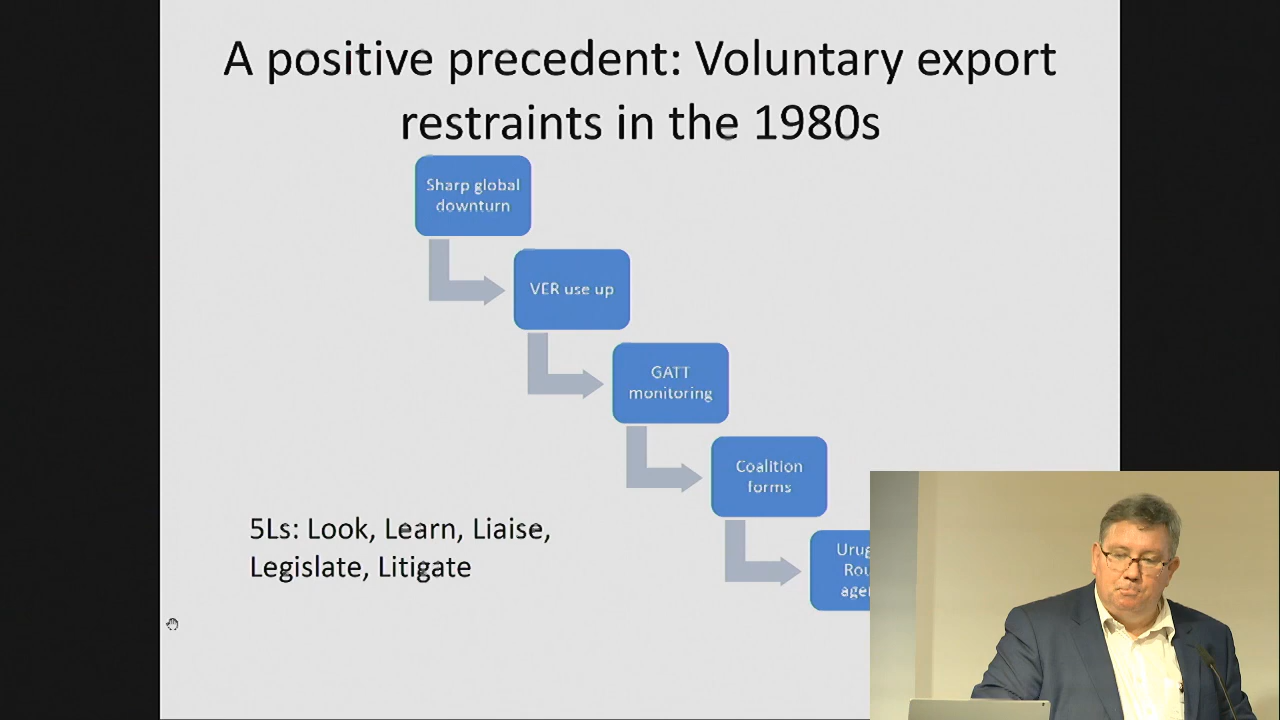 A positive precedent: Voluntary export
restraints in the 1980s
Sharp global
downturn
VER use up
GATT
monitoring
Coalition
forms
5Ls: Look, Learn, Liaise,
Legislate, Litigate